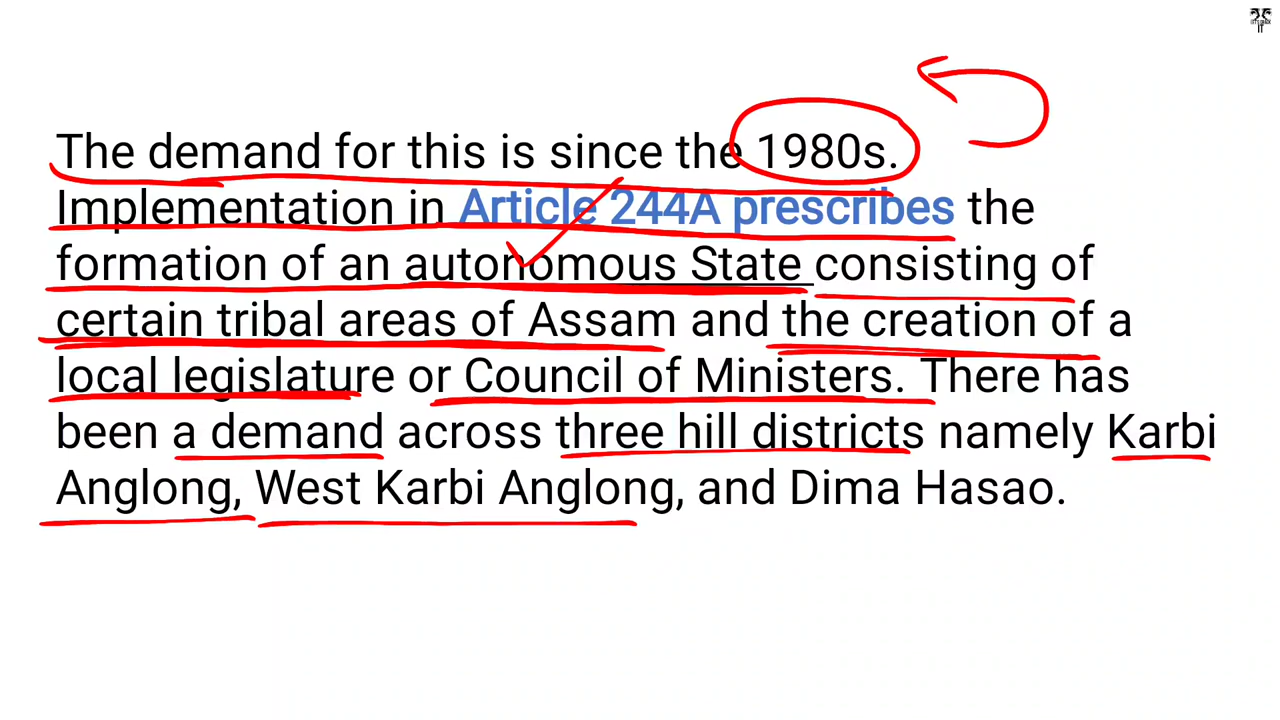 The demand for this is since the 1980s.
Implementation in Article 244A prescribes the
formation of an autonomous State consisting of
certain tribal areas of Assam and the creation of a
local legislature or Council of Ministers. There has
been a demand across three hill districts namely Karbi
Anglong, West Karbi Anglong, and Dima Hasao.